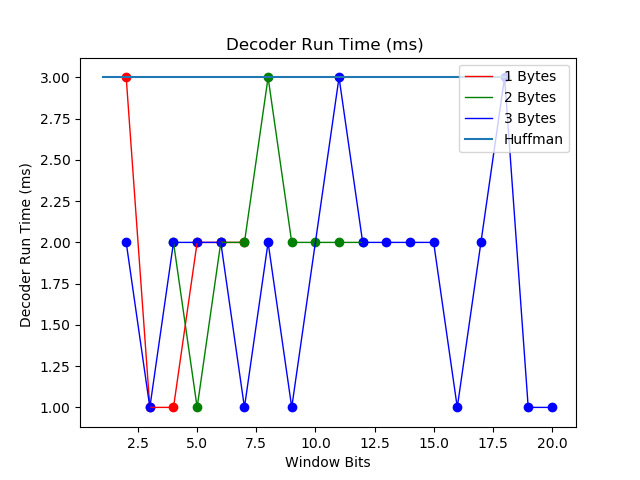 Decoder Run Time (ms)
3.00
2.75
2.50
2.25
2.00
1.75
1.50
1.25
1.00
Decoder Run Time (ms)
1 Bytes
2 Bytes
3 Bytes
Huffman
2.5 5.0 7.5 10.0 12.5 15.0 17.5 20.0
Window Bits